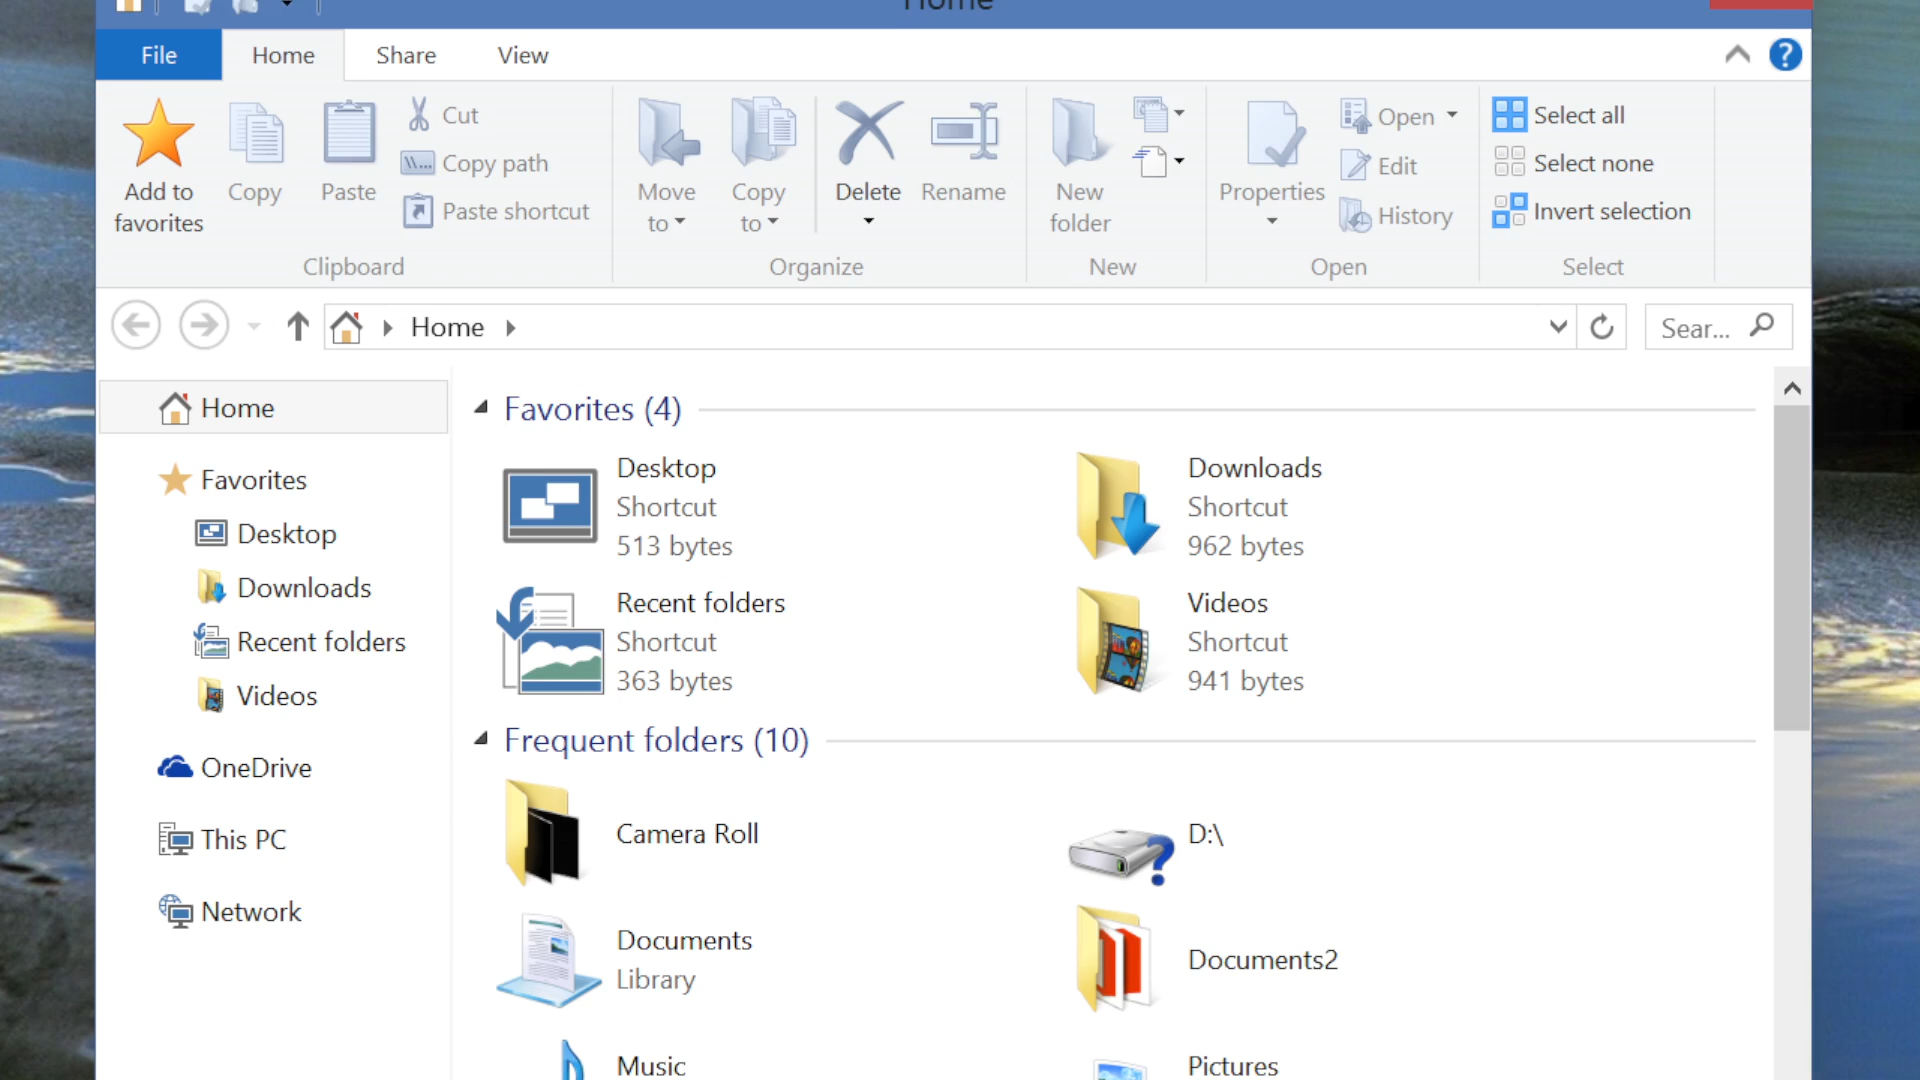 Home
File
Home
Share
View
Add to
favorites
Copy
Paste
Cut
Copy path
Paste shortcut
Clipboard
Move
to
Copy
to
Delete
Rename
Organize
New
folder
New
Properties
Open
Edit
History
Open
Select all
Select none
Invert selection
Select
Home
Sear...
Home
Favorites
Desktop
Downloads
Recent folders
Videos
OneDrive
This PC
Network
Favorites (4)
Desktop
Shortcut
513 bytes
Downloads
Shortcut
962 bytes
Recent folders
Shortcut
363 bytes
Videos
Shortcut
941 bytes
Frequent folders (10)
Camera Roll
D:\
Documents
Library
Documents2
Music
Pictures